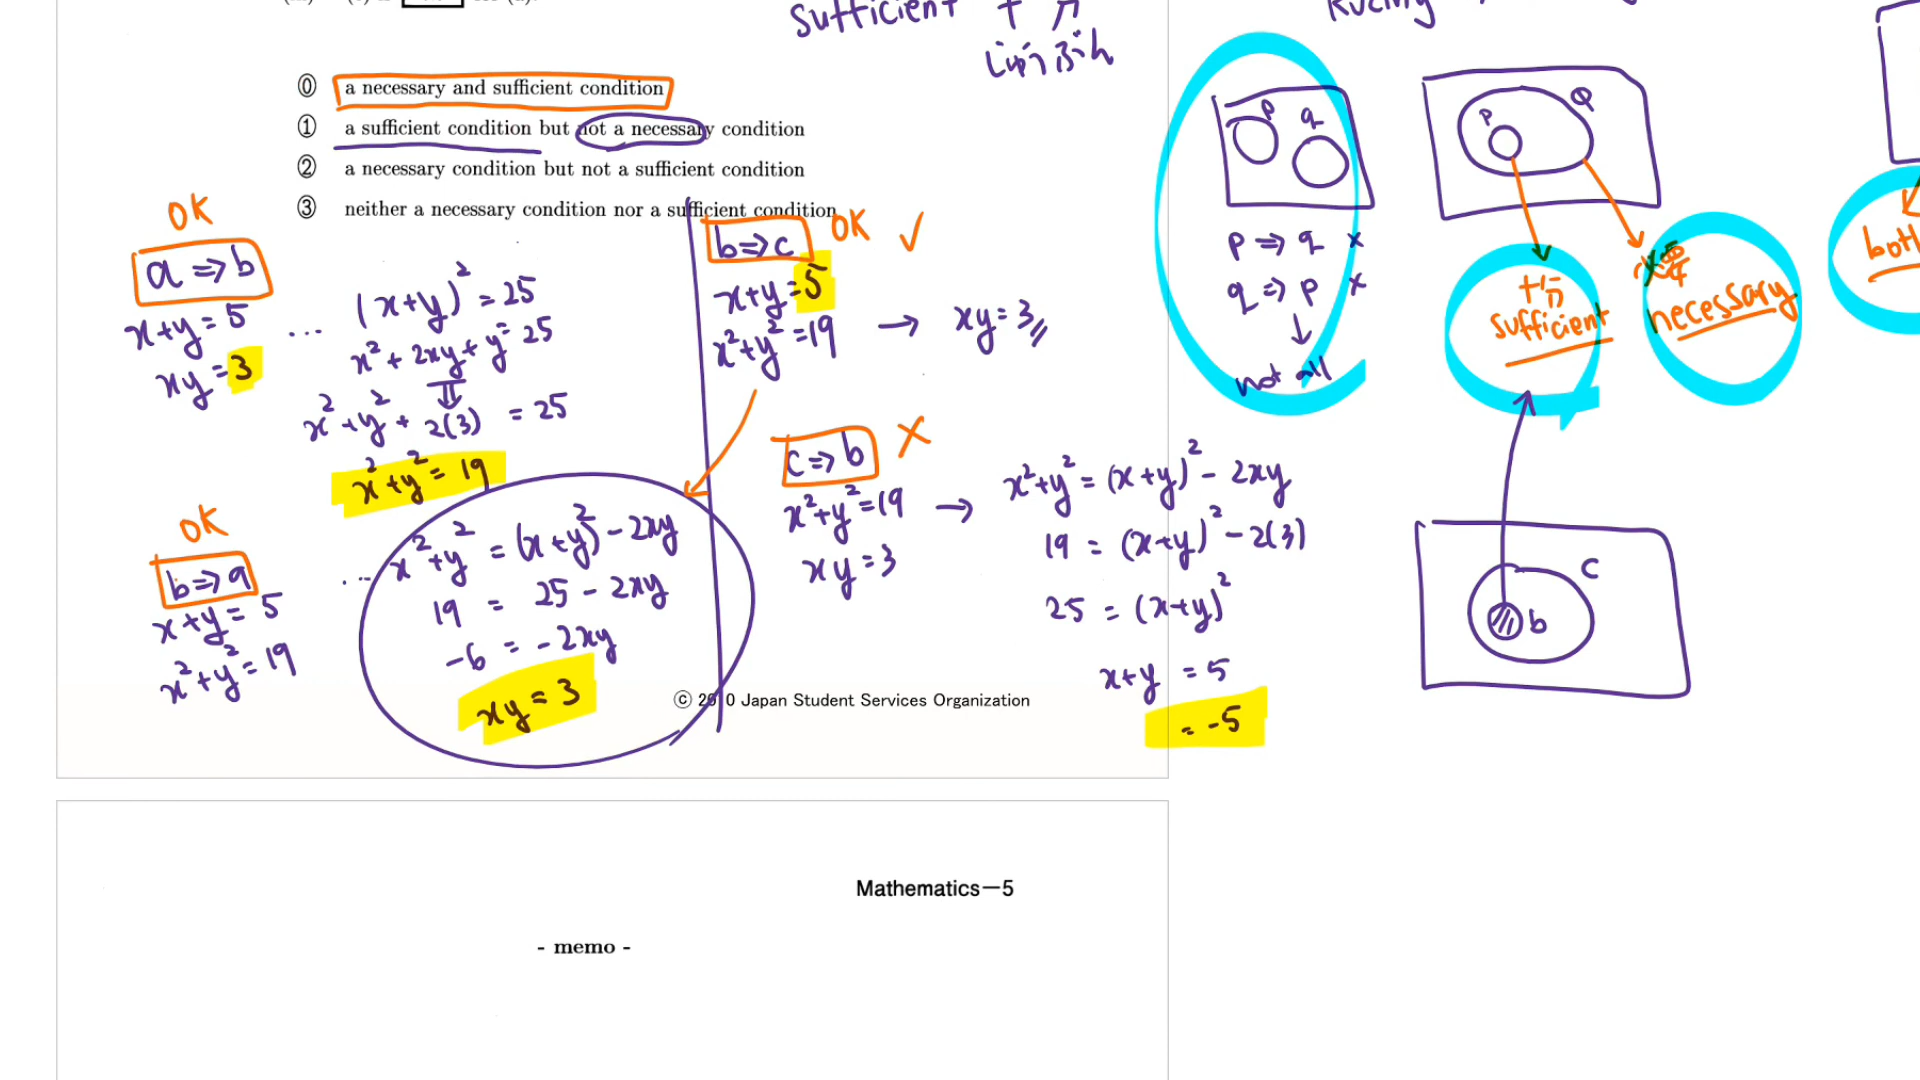 sufficient
⓪ a necessary and sufficient condition
① a sufficient condition but not a necessary condition
② a necessary condition but not a sufficient condition
③ neither a necessary condition nor a sufficient condition
OK
a => b
x+y = 5
xy = 3
... (x+y)² = 25
x² + 2xy + y² = 25
x² + y² + 2(3) = 25
x² + y² = 19
OK
b => a
x+y = 5
x² + y² = 19
... x² + y² = (x+y)² - 2xy
19 = 25 - 2xy
-6 = -2xy
xy = 3
b => c OK ✓
x+y = 5
x² + y² = 19 → xy = 3
c => b ×
x² + y² = 19 →
xy = 3
x² + y² = (x+y)² - 2xy
19 = (x+y)² - 2(3)
25 = (x+y)²
x+y = 5
= -5
P q
P => q ×
q => P ×
↓
not all
P Q
十分
sufficient
必要
necessary
both
C
b
© 2010 Japan Student Services Organization
Mathematics－5
- memo -